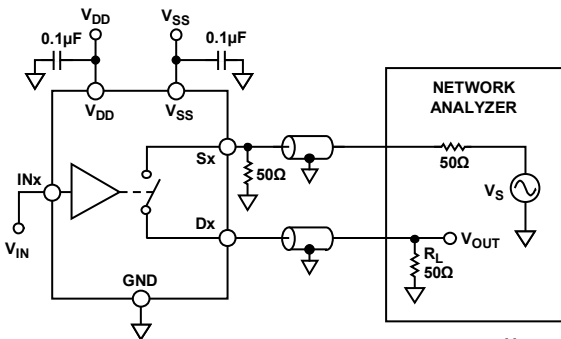 VDD
VSS
0.1µF
0.1µF
VDD
VSS
NETWORK
ANALYZER
Sx
50Ω
50Ω
INx
VS
Dx
VOUT
VIN
RL
50Ω
GND